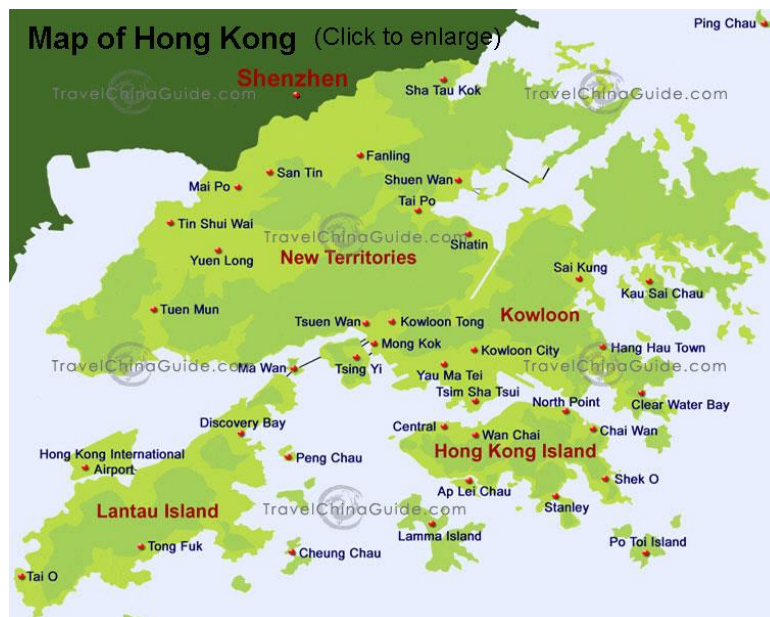 Ping Chau
Map of Hong Kong (Click to enlarge)
Shenzhen
TravelChinaGuide.com
Sha Tau Kok
TravelChinaGuide.com
Fanling
San Tin
Shuen Wan
Mai Po
Tai Po
Tin Shui Wai
TravelChinaGuide.com
Shatin
Yuen Long
New Territories
Sai Kung
Kau Sai Chau
Tuen Mun
Kowloon
Tsuen Wan
Kowloon Tong
Mong Kok
Kowloon City
Hang Hau Town
TravelChinaGuide.com
Ma Wan
Tsing Yi
Yau Ma Tei
TravelChinaGuide.com
Tsim Sha Tsui
North Point
Clear Water Bay
Discovery Bay
Central
Wan Chai
Chai Wan
Hong Kong International
Airport
Peng Chau
Hong Kong Island
Ap Lei Chau
Shek O
Lantau Island
TravelChinaGuide.com
Stanley
Lamma Island
Tong Fuk
Cheung Chau
Po Toi Island
Tai O